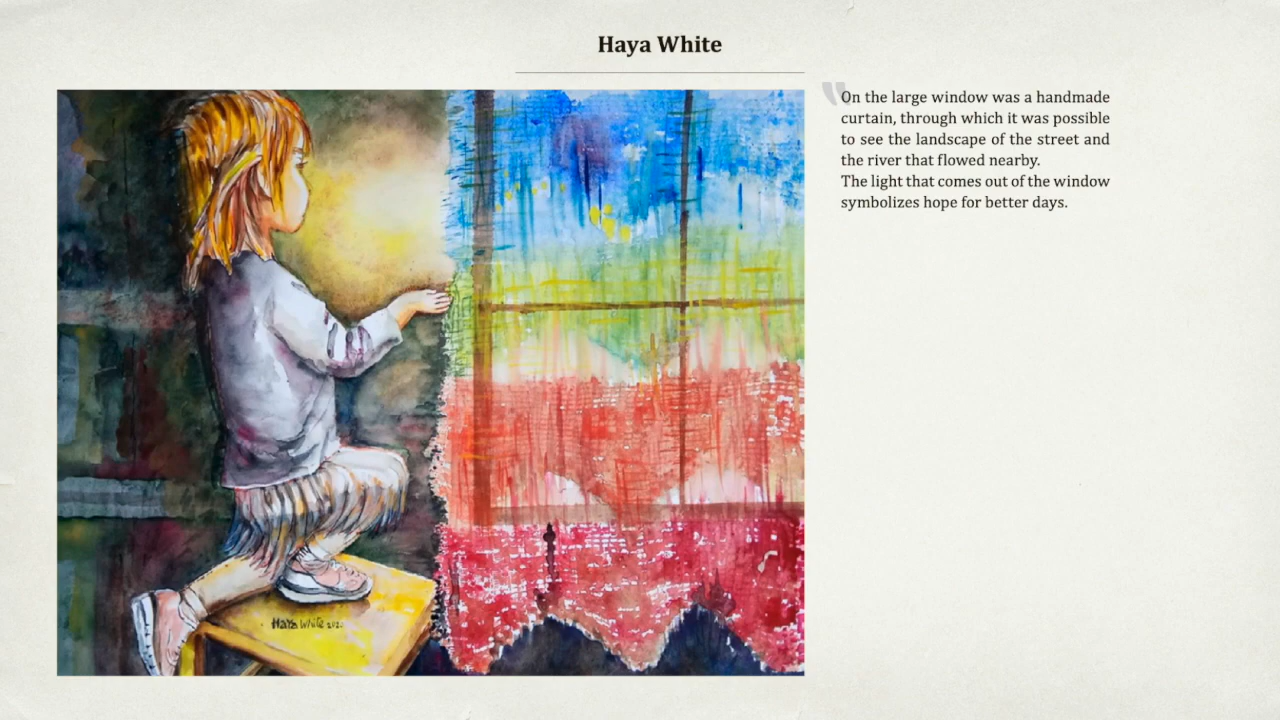 Haya White
On the large window was a handmade
curtain, through which it was possible
to see the landscape of the street and
the river that flowed nearby.
The light that comes out of the window
symbolizes hope for better days.
Haya White